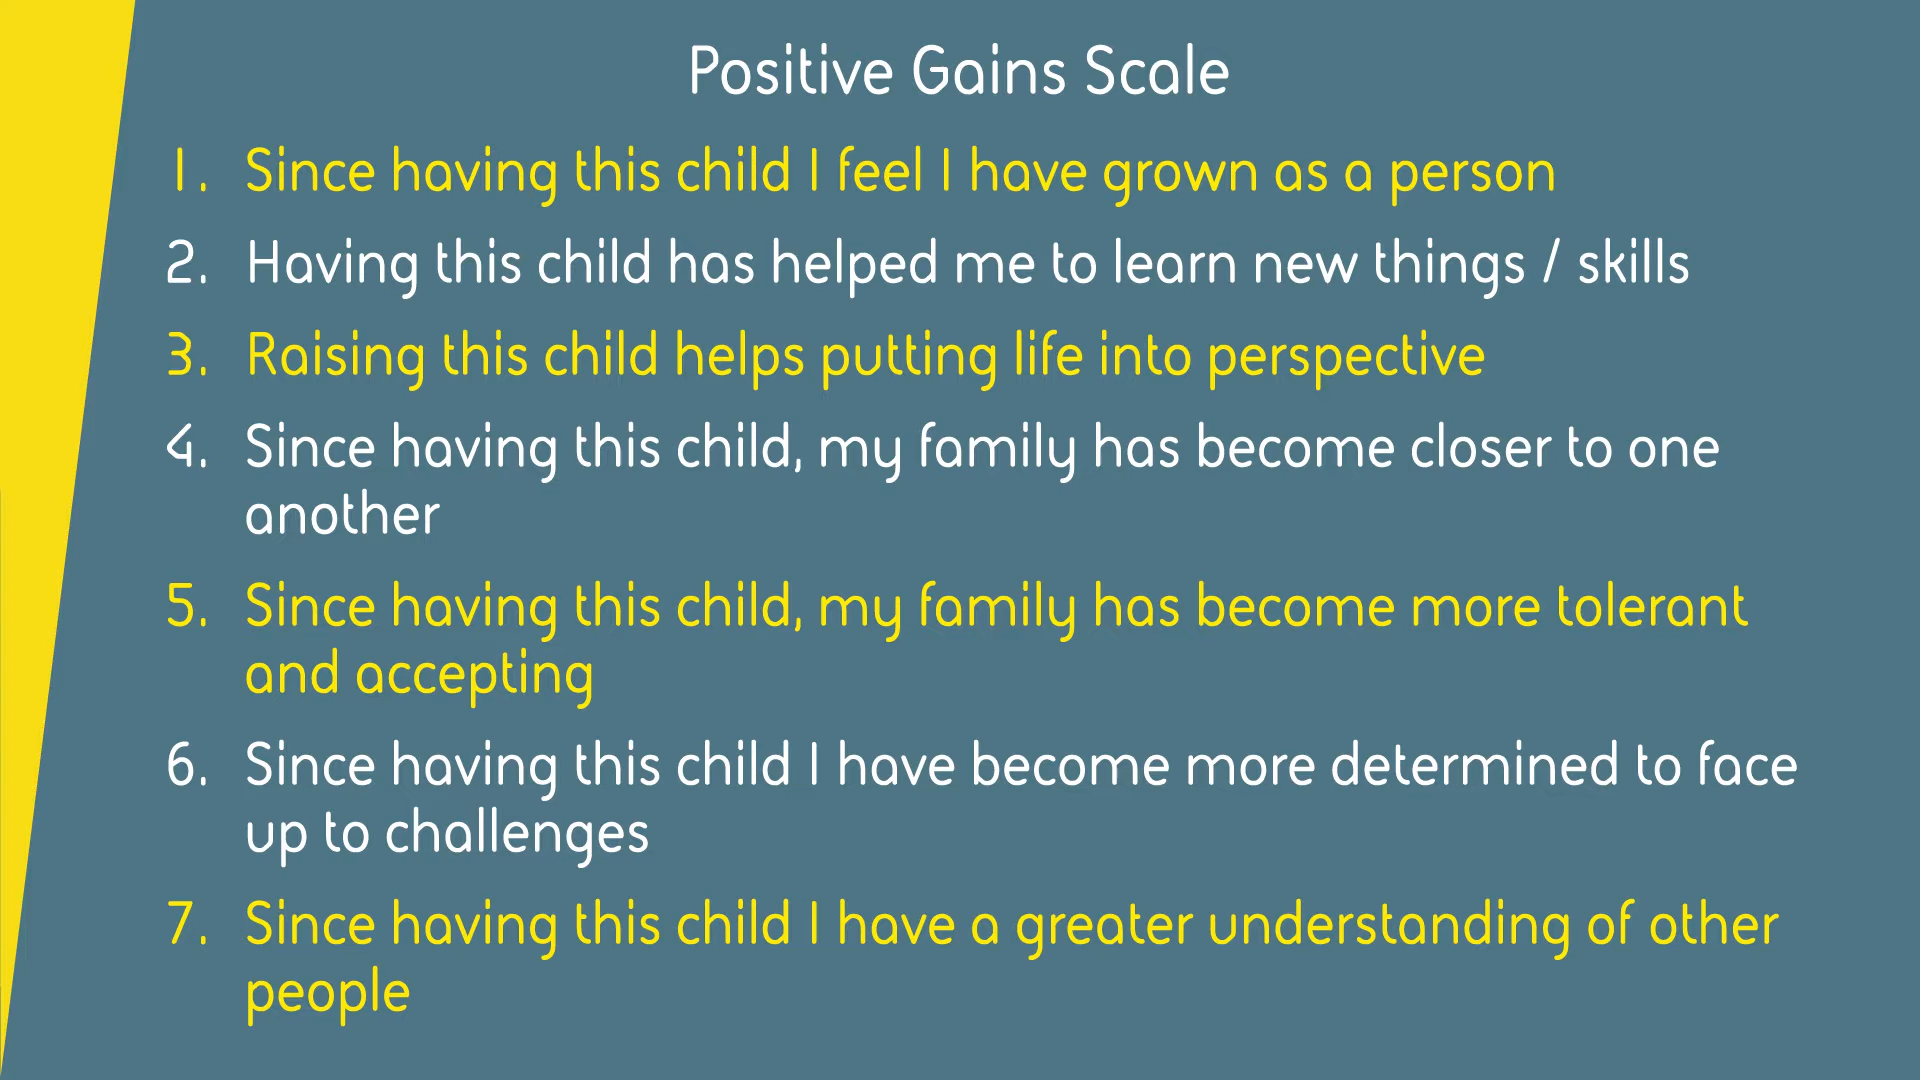 Positive Gains Scale
1. Since having this child I feel I have grown as a person
2. Having this child has helped me to learn new things / skills
3. Raising this child helps putting life into perspective
4. Since having this child, my family has become closer to one
another
5. Since having this child, my family has become more tolerant
and accepting
6. Since having this child I have become more determined to face
up to challenges
7. Since having this child I have a greater understanding of other
people